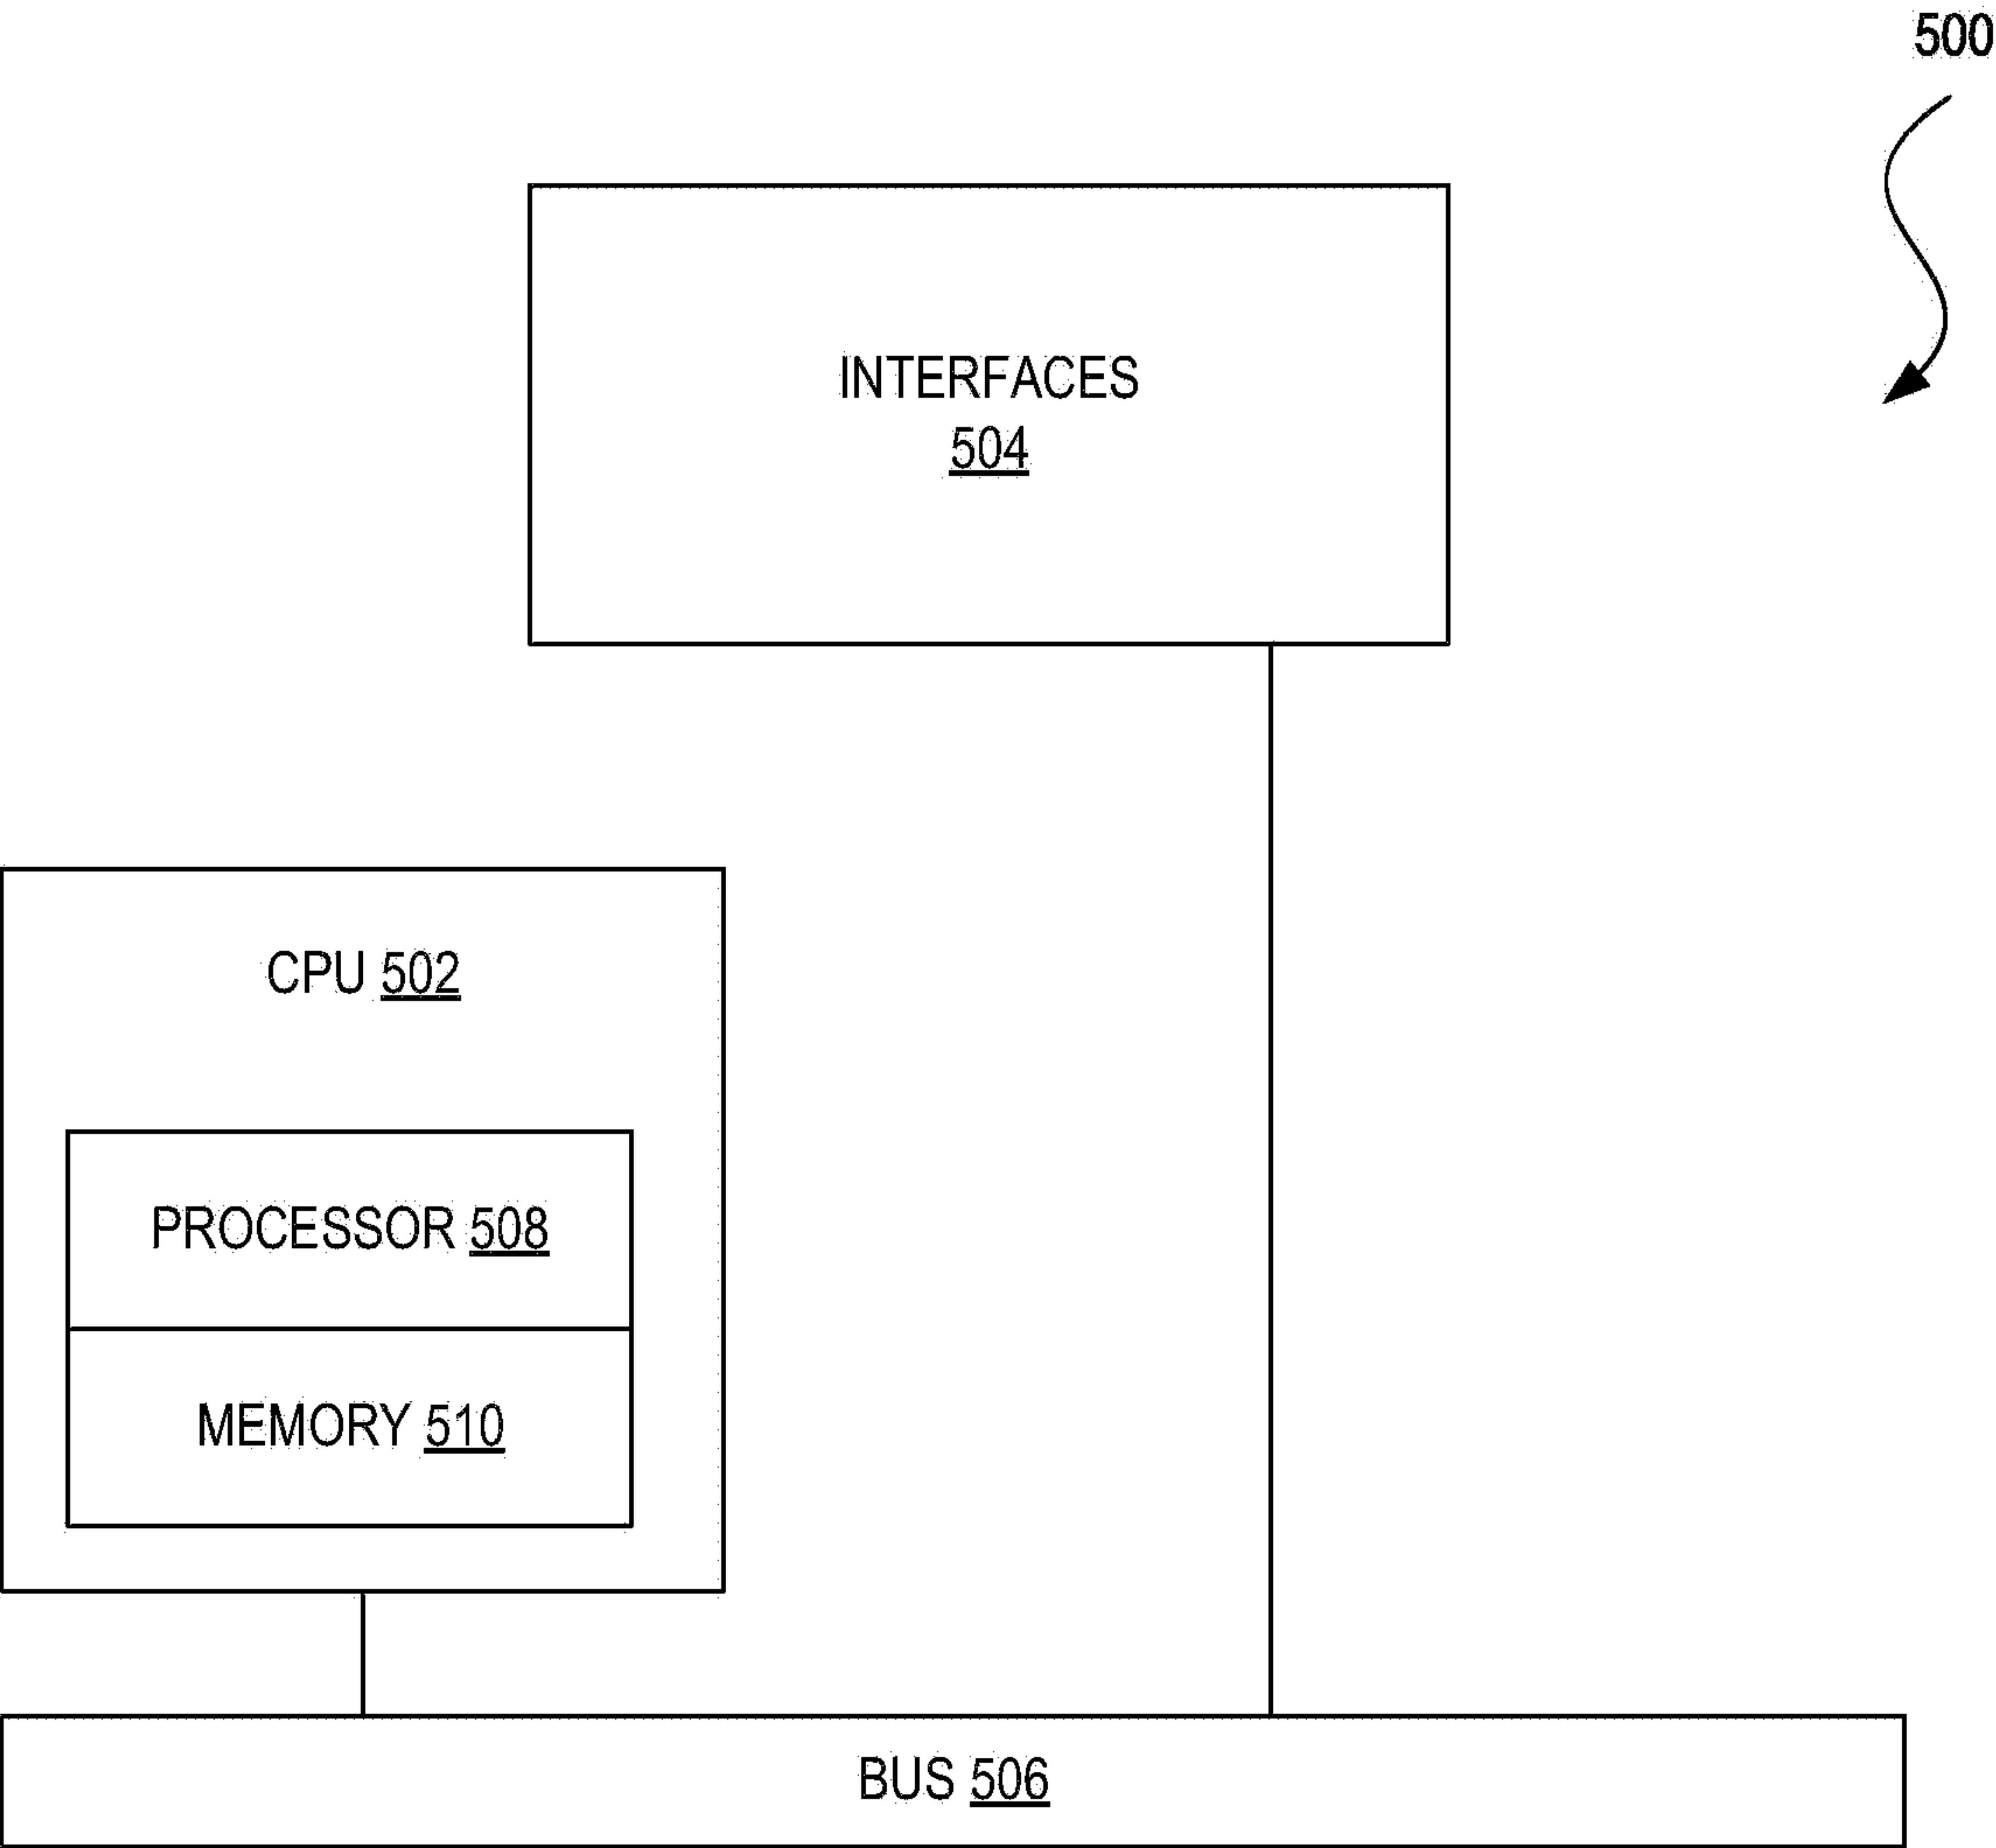 500
INTERFACES
504
CPU 502
PROCESSOR 508
MEMORY 510
BUS 506